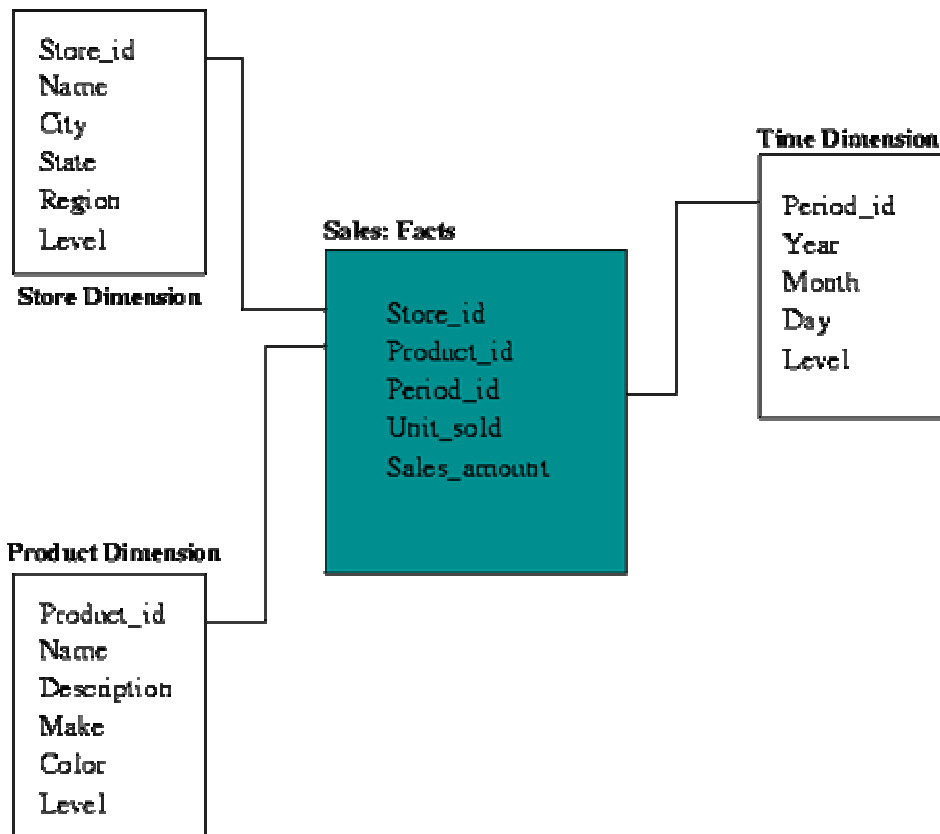 Store_id
Name
City
State
Region
Level
Store Dimension
Sales: Facts
Store_id
Product_id
Period_id
Unit_sold
Sales_amount
Time Dimension
Period_id
Year
Month
Day
Level
Product Dimension
Product_id
Name
Description
Make
Color
Level